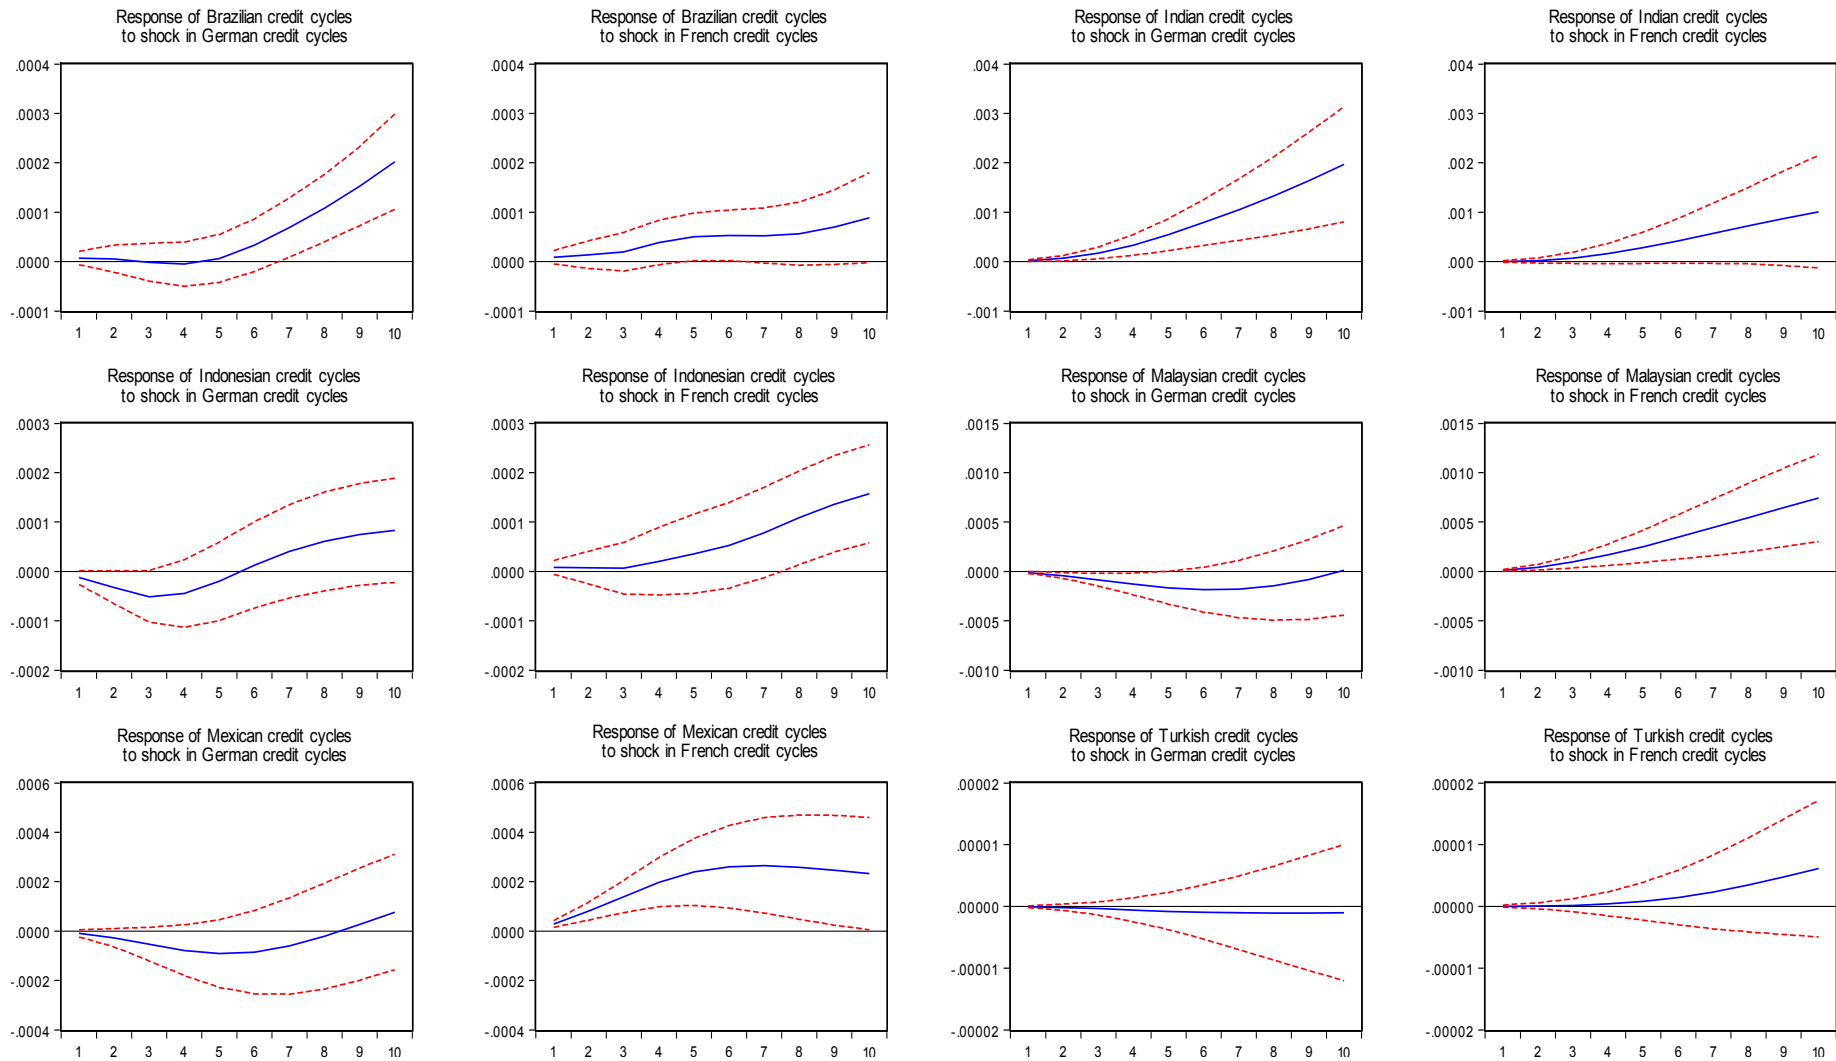 Response of Brazilian credit cycles
to shock in German credit cycles
.0004
.0003
.0002
.0001
.0000
-.0001
1 2 3 4 5 6 7 8 9 10
Response of Brazilian credit cycles
to shock in French credit cycles
.0004
.0003
.0002
.0001
.0000
-.0001
1 2 3 4 5 6 7 8 9 10
Response of Indian credit cycles
to shock in German credit cycles
.004
.003
.002
.001
.000
-.001
1 2 3 4 5 6 7 8 9 10
Response of Indian credit cycles
to shock in French credit cycles
.004
.003
.002
.001
.000
-.001
1 2 3 4 5 6 7 8 9 10
Response of Indonesian credit cycles
to shock in German credit cycles
.0003
.0002
.0001
.0000
-.0001
-.0002
1 2 3 4 5 6 7 8 9 10
Response of Indonesian credit cycles
to shock in French credit cycles
.0003
.0002
.0001
.0000
-.0001
-.0002
1 2 3 4 5 6 7 8 9 10
Response of Malaysian credit cycles
to shock in German credit cycles
.0015
.0010
.0005
.0000
-.0005
-.0010
1 2 3 4 5 6 7 8 9 10
Response of Malaysian credit cycles
to shock in French credit cycles
.0015
.0010
.0005
.0000
-.0005
-.0010
1 2 3 4 5 6 7 8 9 10
Response of Mexican credit cycles
to shock in German credit cycles
.0006
.0004
.0002
.0000
-.0002
-.0004
1 2 3 4 5 6 7 8 9 10
Response of Mexican credit cycles
to shock in French credit cycles
.0006
.0004
.0002
.0000
-.0002
-.0004
1 2 3 4 5 6 7 8 9 10
Response of Turkish credit cycles
to shock in German credit cycles
.00002
.00001
.00000
-.00001
-.00002
1 2 3 4 5 6 7 8 9 10
Response of Turkish credit cycles
to shock in French credit cycles
.00002
.00001
.00000
-.00001
-.00002
1 2 3 4 5 6 7 8 9 10